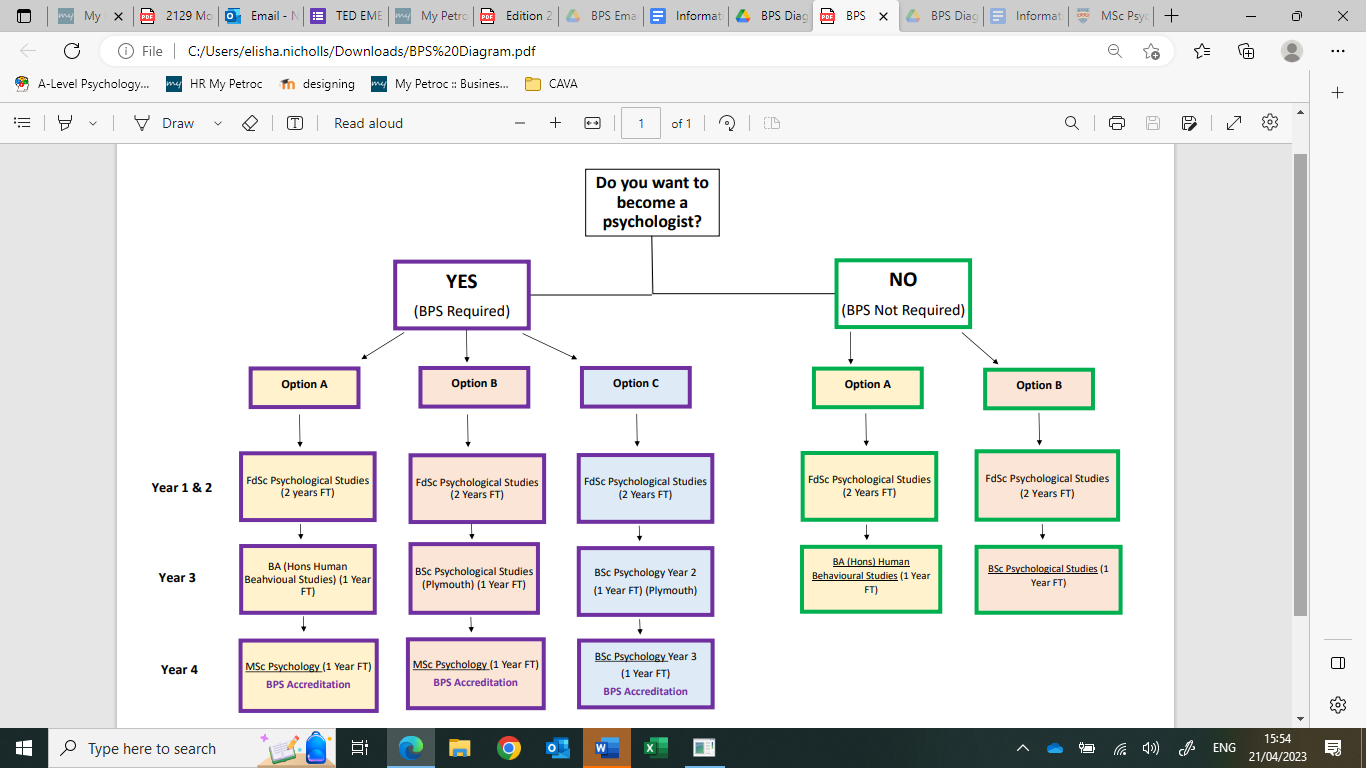 My (
2129 Mo
Email - N
TED EME
My Petro
Edition 2
BPS Ema
Informat
BPS Diag
BPS
BPS Diag
Informat
MSc Psyc
File
C:/Users/elisha.nicholls/Downloads/BPS%20Diagram.pdf
A-Level Psychology...
my HR My Petroc
designing
my My Petroc :: Busines...
CAVA
Draw
Read aloud
1
of 1
Do you want to
become a
psychologist?
YES
(BPS Required)
NO
(BPS Not Required)
Option A
Option B
Option C
Option A
Option B
Year 1 & 2
FdSc Psychological Studies
(2 years FT)
FdSc Psychological Studies
(2 Years FT)
FdSc Psychological Studies
(2 Years FT)
FdSc Psychological Studies
(2 Years FT)
FdSc Psychological Studies
(2 Years FT)
Year 3
BA (Hons Human
Beahvioual Studies) (1 Year
FT)
BSc Psychological Studies
(Plymouth) (1 Year FT)
BSc Psychology Year 2
(1 Year FT) (Plymouth)
BA (Hons) Human
Behavioural Studies (1 Year
FT)
BSc Psychological Studies (1
Year FT)
Year 4
MSc Psychology (1 Year FT)
BPS Accreditation
MSc Psychology (1 Year FT)
BPS Accreditation
BSc Psychology Year 3
(1 Year FT)
BPS Accreditation
Type here to search
ENG
15:54
21/04/2023